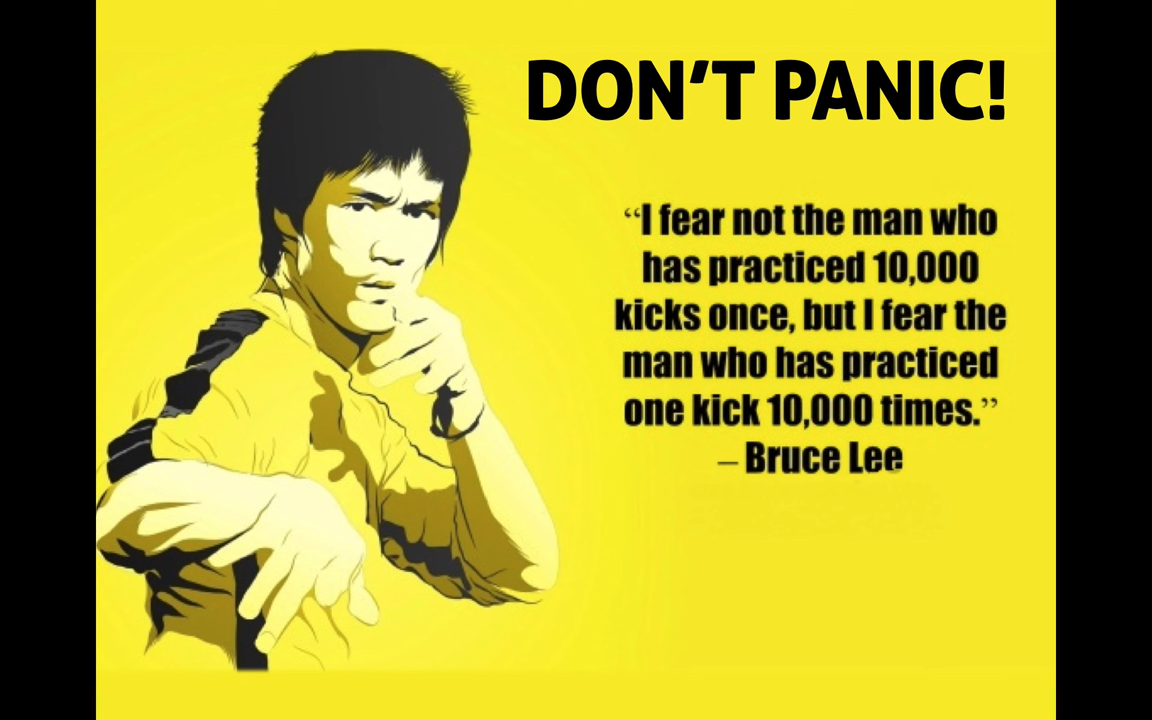 DON’T PANIC!
“I fear not the man who
has practiced 10,000
kicks once, but I fear the
man who has practiced
one kick 10,000 times.”
– Bruce Lee